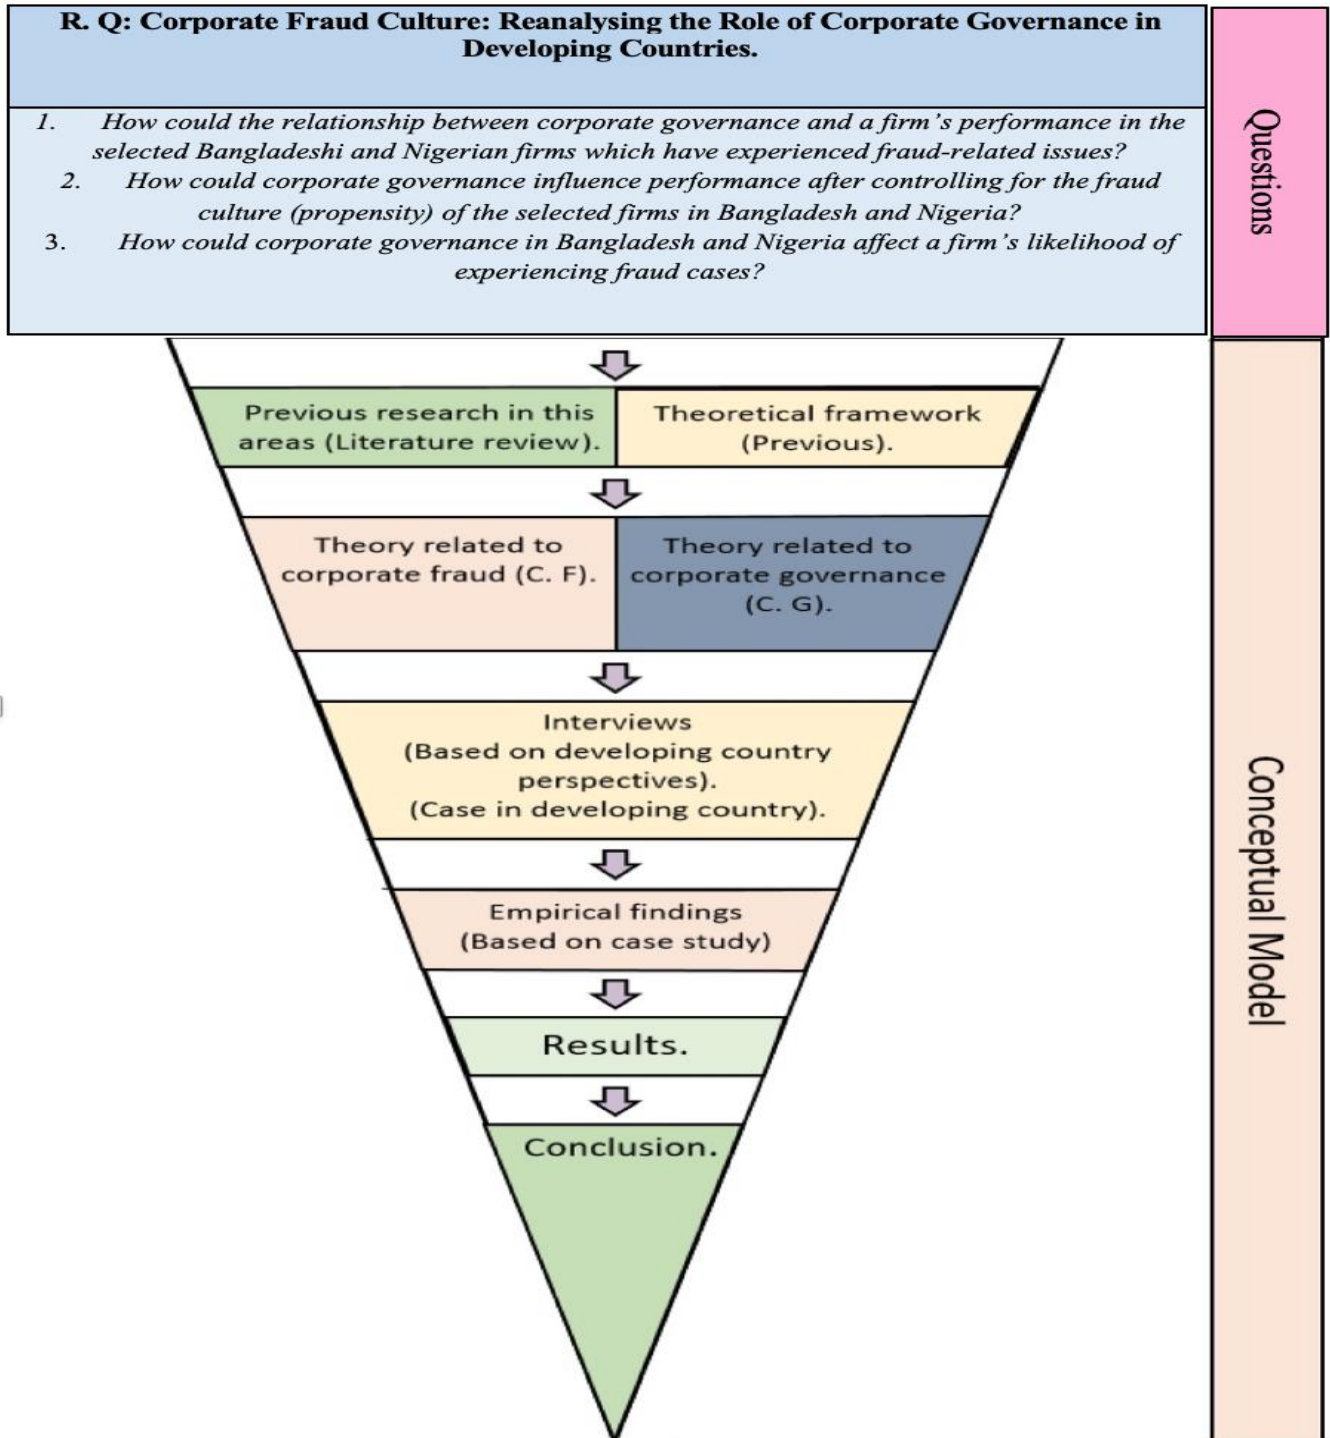 R. Q: Corporate Fraud Culture: Reanalysing the Role of Corporate Governance in
Developing Countries.
1. How could the relationship between corporate governance and a firm’s performance in the
selected Bangladeshi and Nigerian firms which have experienced fraud-related issues?
2. How could corporate governance influence performance after controlling for the fraud
culture (propensity) of the selected firms in Bangladesh and Nigeria?
3. How could corporate governance in Bangladesh and Nigeria affect a firm’s likelihood of
experiencing fraud cases?
Questions
Previous research in this
areas (Literature review).
Theoretical framework
(Previous).
Theory related to
corporate fraud (C. F).
Theory related to
corporate governance
(C. G).
Interviews
(Based on developing country
perspectives).
(Case in developing country).
Empirical findings
(Based on case study)
Results.
Conclusion.
Conceptual Model